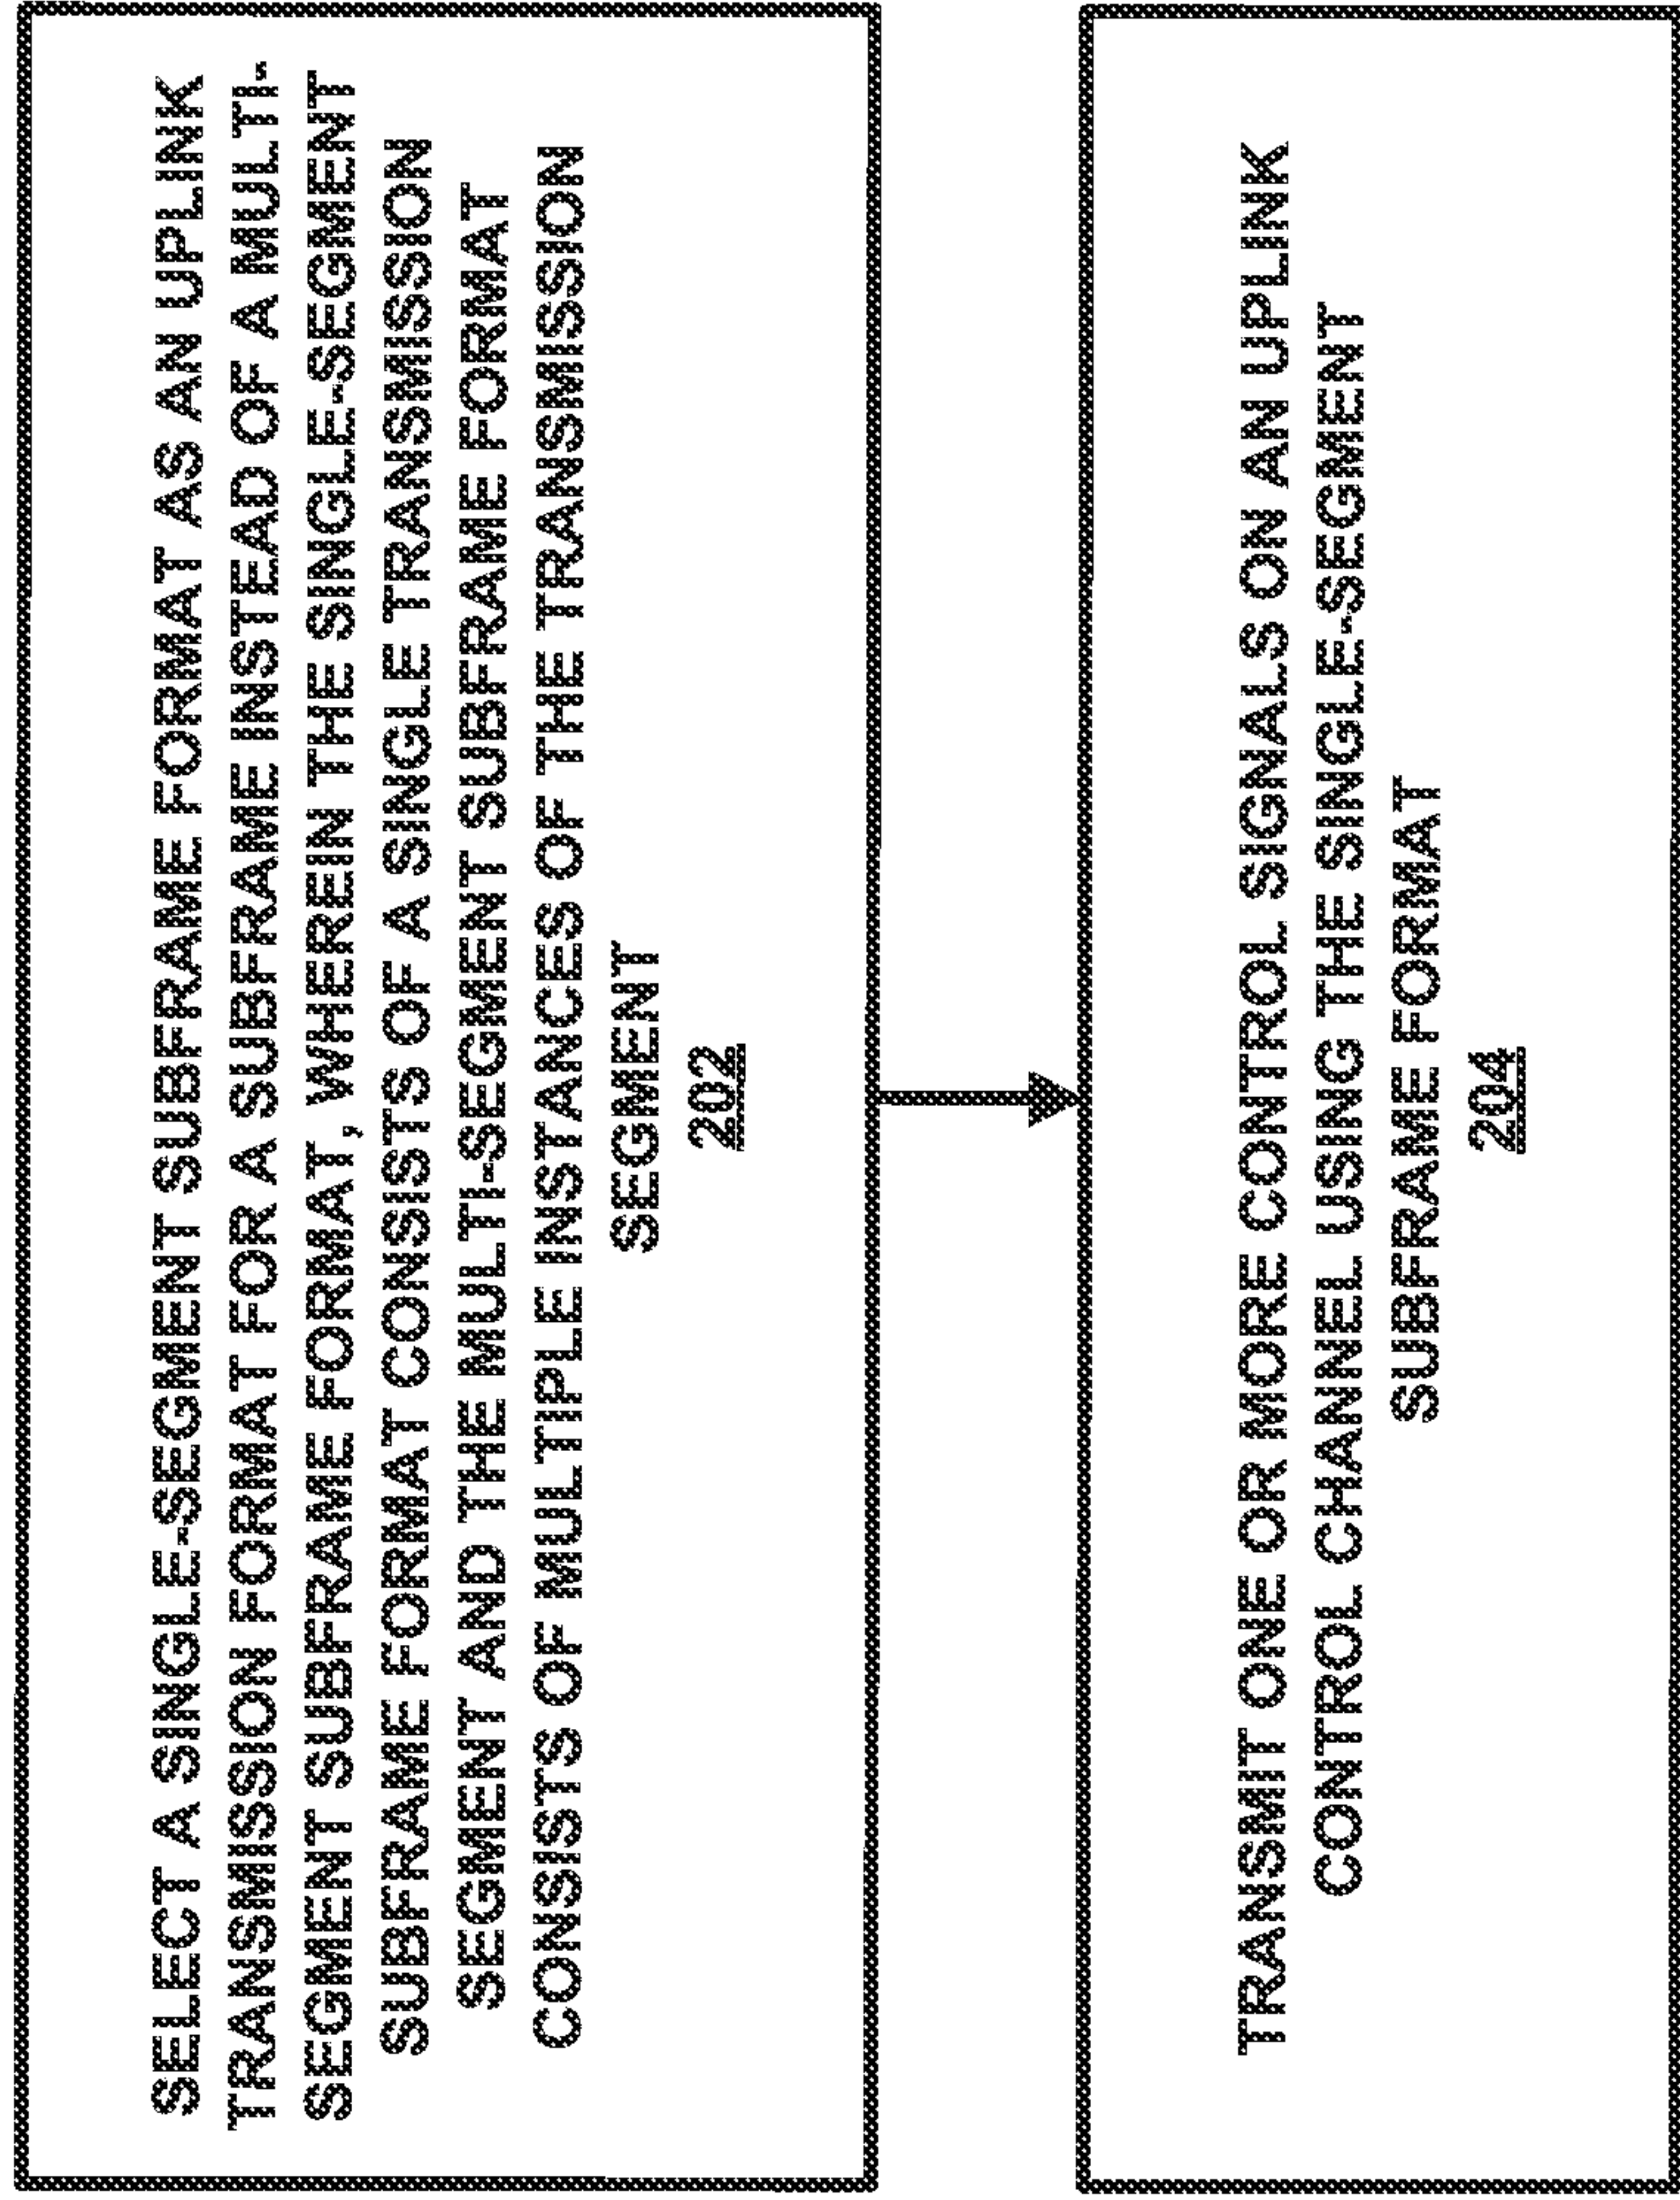 SELECT A SINGLE-SEGMENT SUBFRAME FORMAT AS AN UPLINK
TRANSMISSION FORMAT FOR A SUBFRAME INSTEAD OF A MULTI-
SEGMENT SUBFRAME FORMAT, WHEREIN THE SINGLE-SEGMENT
SUBFRAME FORMAT CONSISTS OF A SINGLE TRANSMISSION
SEGMENT AND THE MULTI-SEGMENT SUBFRAME FORMAT
CONSISTS OF MULTIPLE INSTANCES OF THE TRANSMISSION
SEGMENT
202
TRANSMIT ONE OR MORE CONTROL SIGNALS ON AN UPLINK
CONTROL CHANNEL USING THE SINGLE-SEGMENT
SUBFRAME FORMAT
204